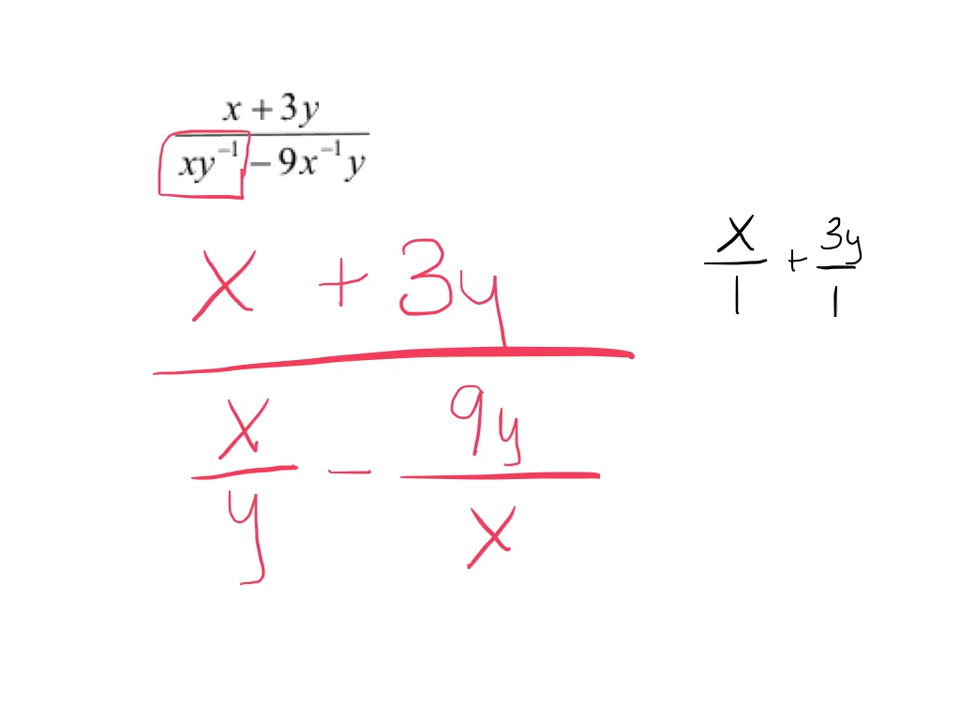 x + 3y
xy⁻¹ – 9x⁻¹y
x + 3y
x/y – 9y/x
x/1 + 3y/1